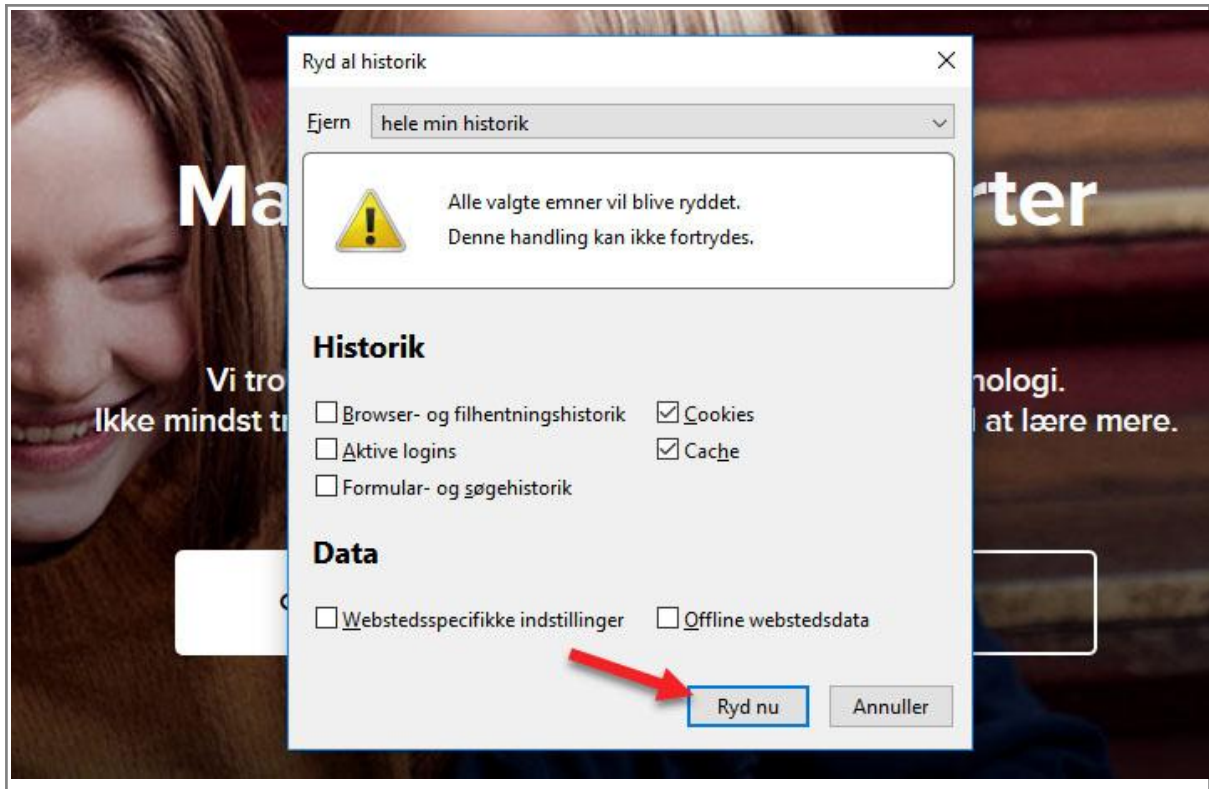 Ryd al historik
Fjern hele min historik
Alle valgte emner vil blive ryddet.
Denne handling kan ikke fortrydes.
Ma rter
Historik
Vi tro nologi.
Ikke mindst tr at lære mere.
Browser- og filhentningshistorik Cookies
Aktive logins Cache
Formular- og søgehistorik
Data
Webstedsspecifikke indstillinger Offline webstedsdata
Ryd nu Annuller